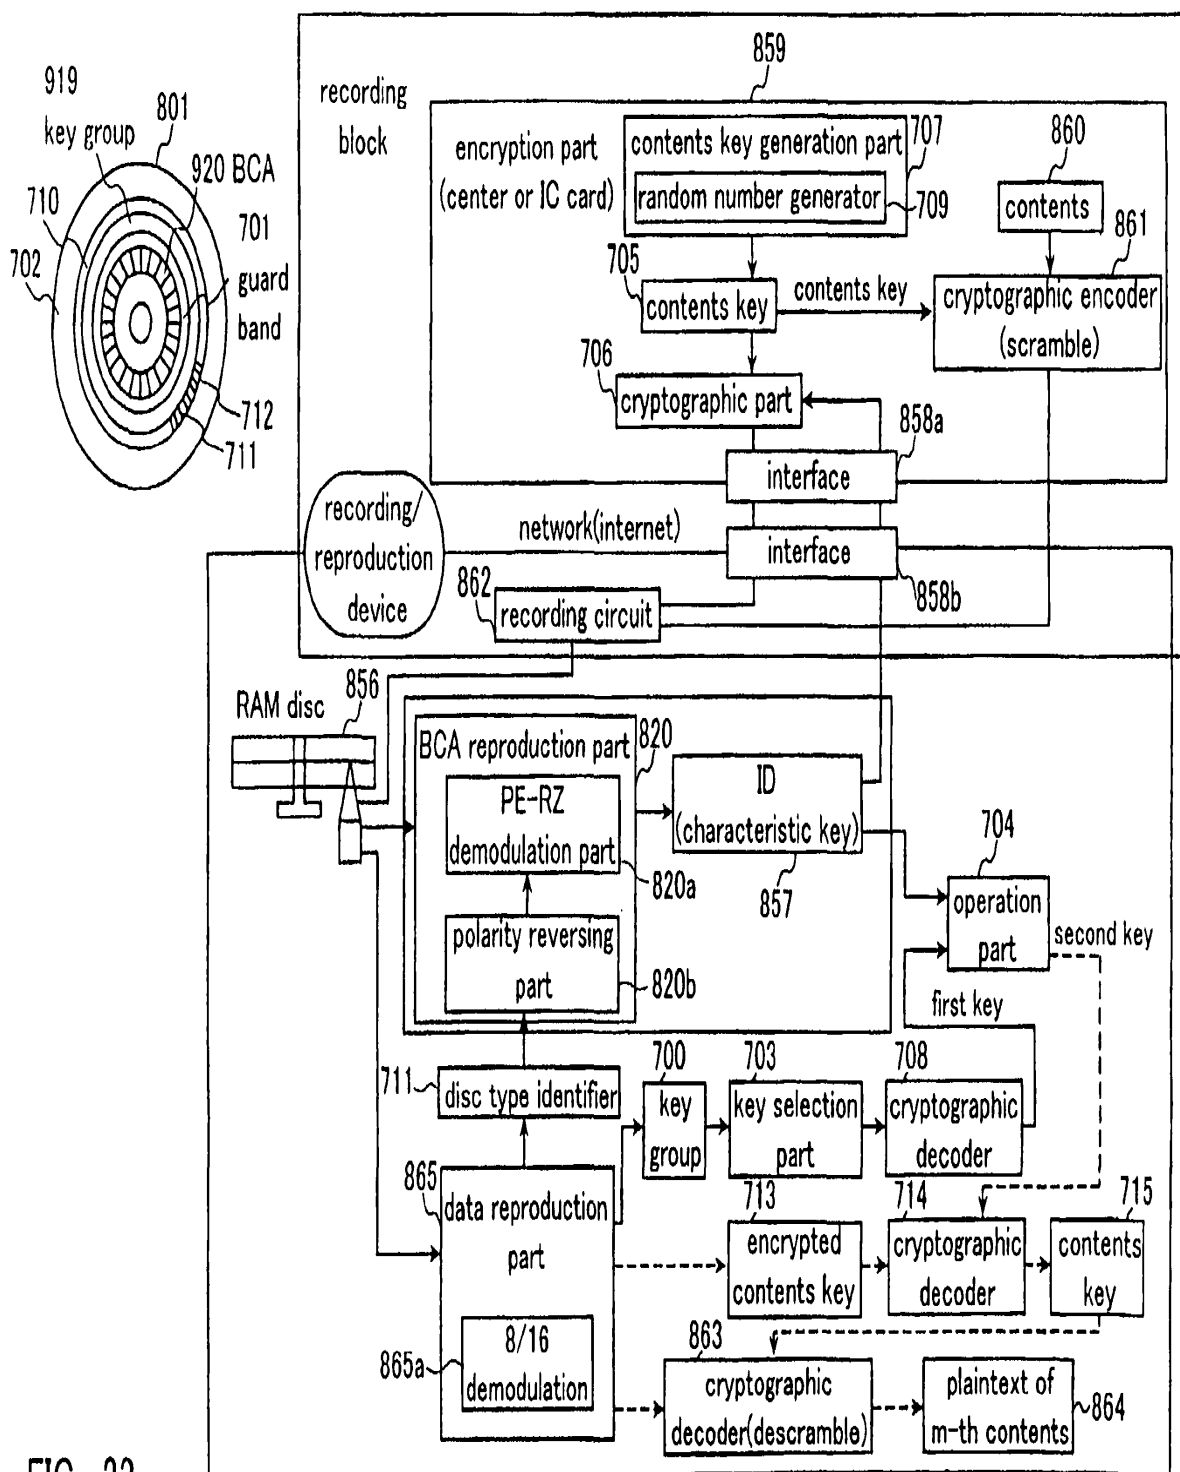 919
key group
801
920 BCA
710
702
701
guard
band
712
711
recording
block
859
encryption part
(center or IC card)
contents key generation part
707
random number generator
709
860
contents
861
705
contents key
contents key
cryptographic encoder
(scramble)
706
cryptographic part
858a
interface
recording/
reproduction
device
network(internet)
interface
858b
862
recording circuit
RAM disc
856
BCA reproduction part
820
PE-RZ
demodulation part
820a
polarity reversing
part
820b
ID
(characteristic key)
857
704
operation
part
second key
first key
711
disc type identifier
700
key
group
703
key selection
part
708
cryptographic
decoder
865
data reproduction
part
713
encrypted
contents key
714
cryptographic
decoder
715
contents
key
865a
8/16
demodulation
863
cryptographic
decoder(descramble)
plaintext of
m-th contents
864